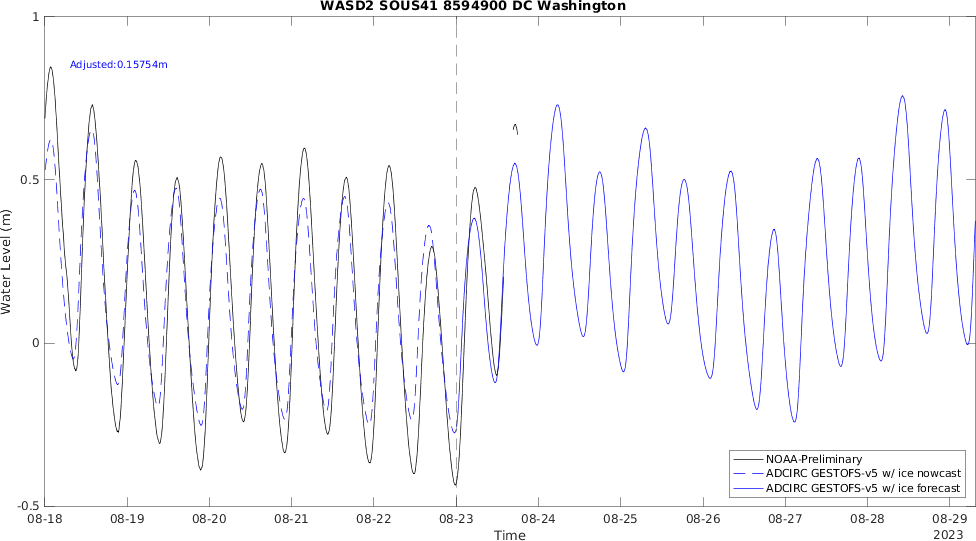 WASD2 SOUS41 8594900 DC Washington
1
Adjusted:0.15754m
0.5
Water Level (m)
0
NOAA-Preliminary
ADCIRC GESTOFS-v5 w/ ice nowcast
ADCIRC GESTOFS-v5 w/ ice forecast
-0.5
08-18 08-19 08-20 08-21 08-22 08-23 08-24 08-25 08-26 08-27 08-28 08-29
Time 2023